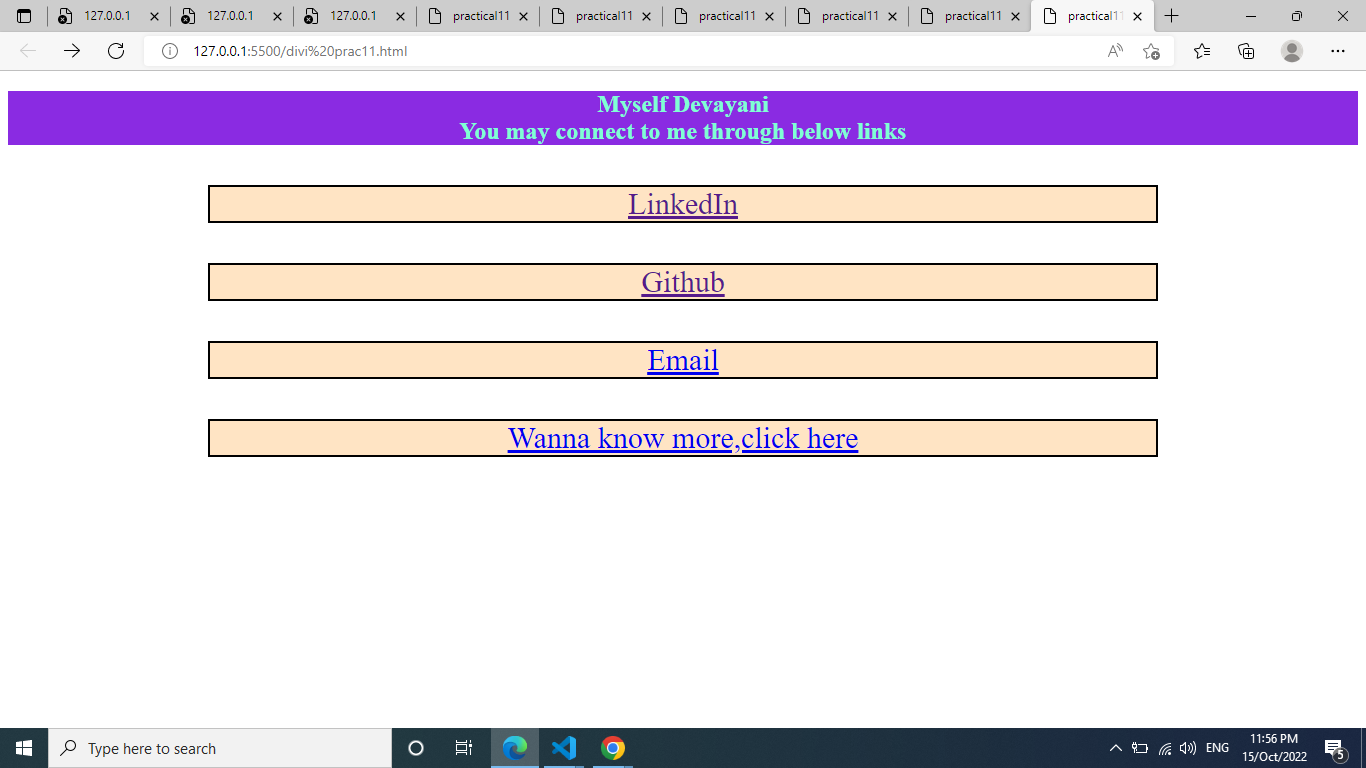 127.0.0.1 127.0.0.1 127.0.0.1 practical11 practical11 practical11 practical11 practical11 practical11
127.0.0.1:5500/divi%20prac11.html
Myself Devayani
You may connect to me through below links
LinkedIn
Github
Email
Wanna know more,click here
Type here to search
ENG
11:56 PM
15/Oct/2022
5